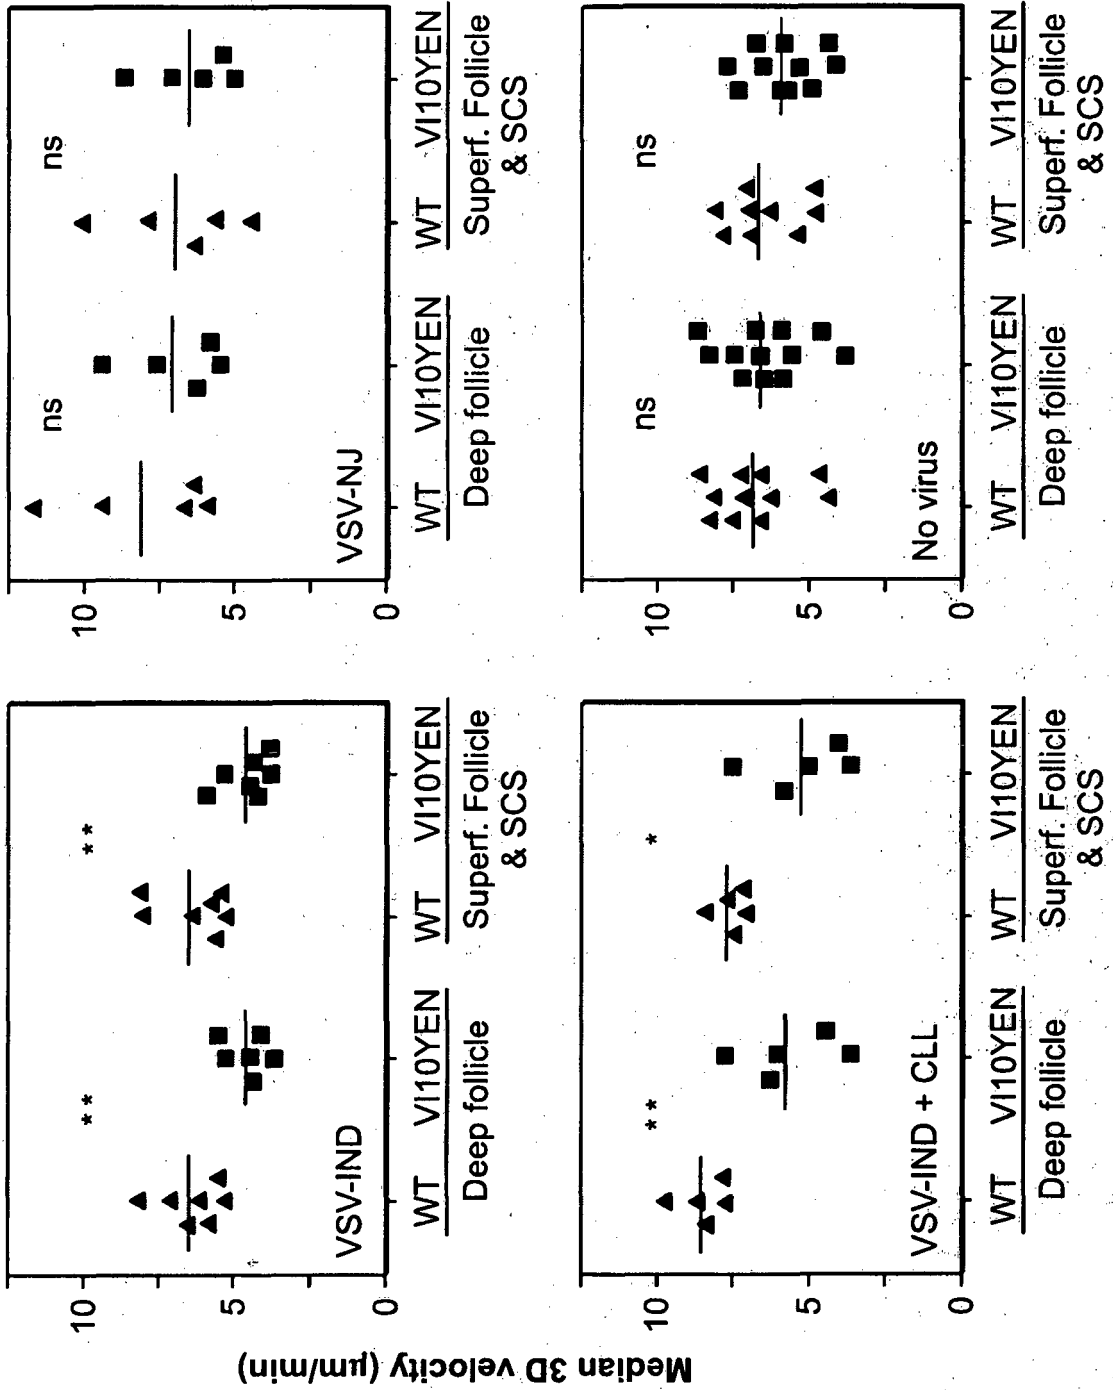 Median 3D velocity (µm/min)
10
5
0
VSV-IND
**
**
WT VI10YEN WT VI10YEN
Deep follicle Superf. Follicle
& SCS
10
5
0
VSV-NJ
ns
ns
WT VI10YEN WT VI10YEN
Deep follicle Superf. Follicle
& SCS
10
5
0
VSV-IND + CLL
**
*
WT VI10YEN WT VI10YEN
Deep follicle Superf. Follicle
& SCS
10
5
0
No virus
ns
ns
WT VI10YEN WT VI10YEN
Deep follicle Superf. Follicle
& SCS